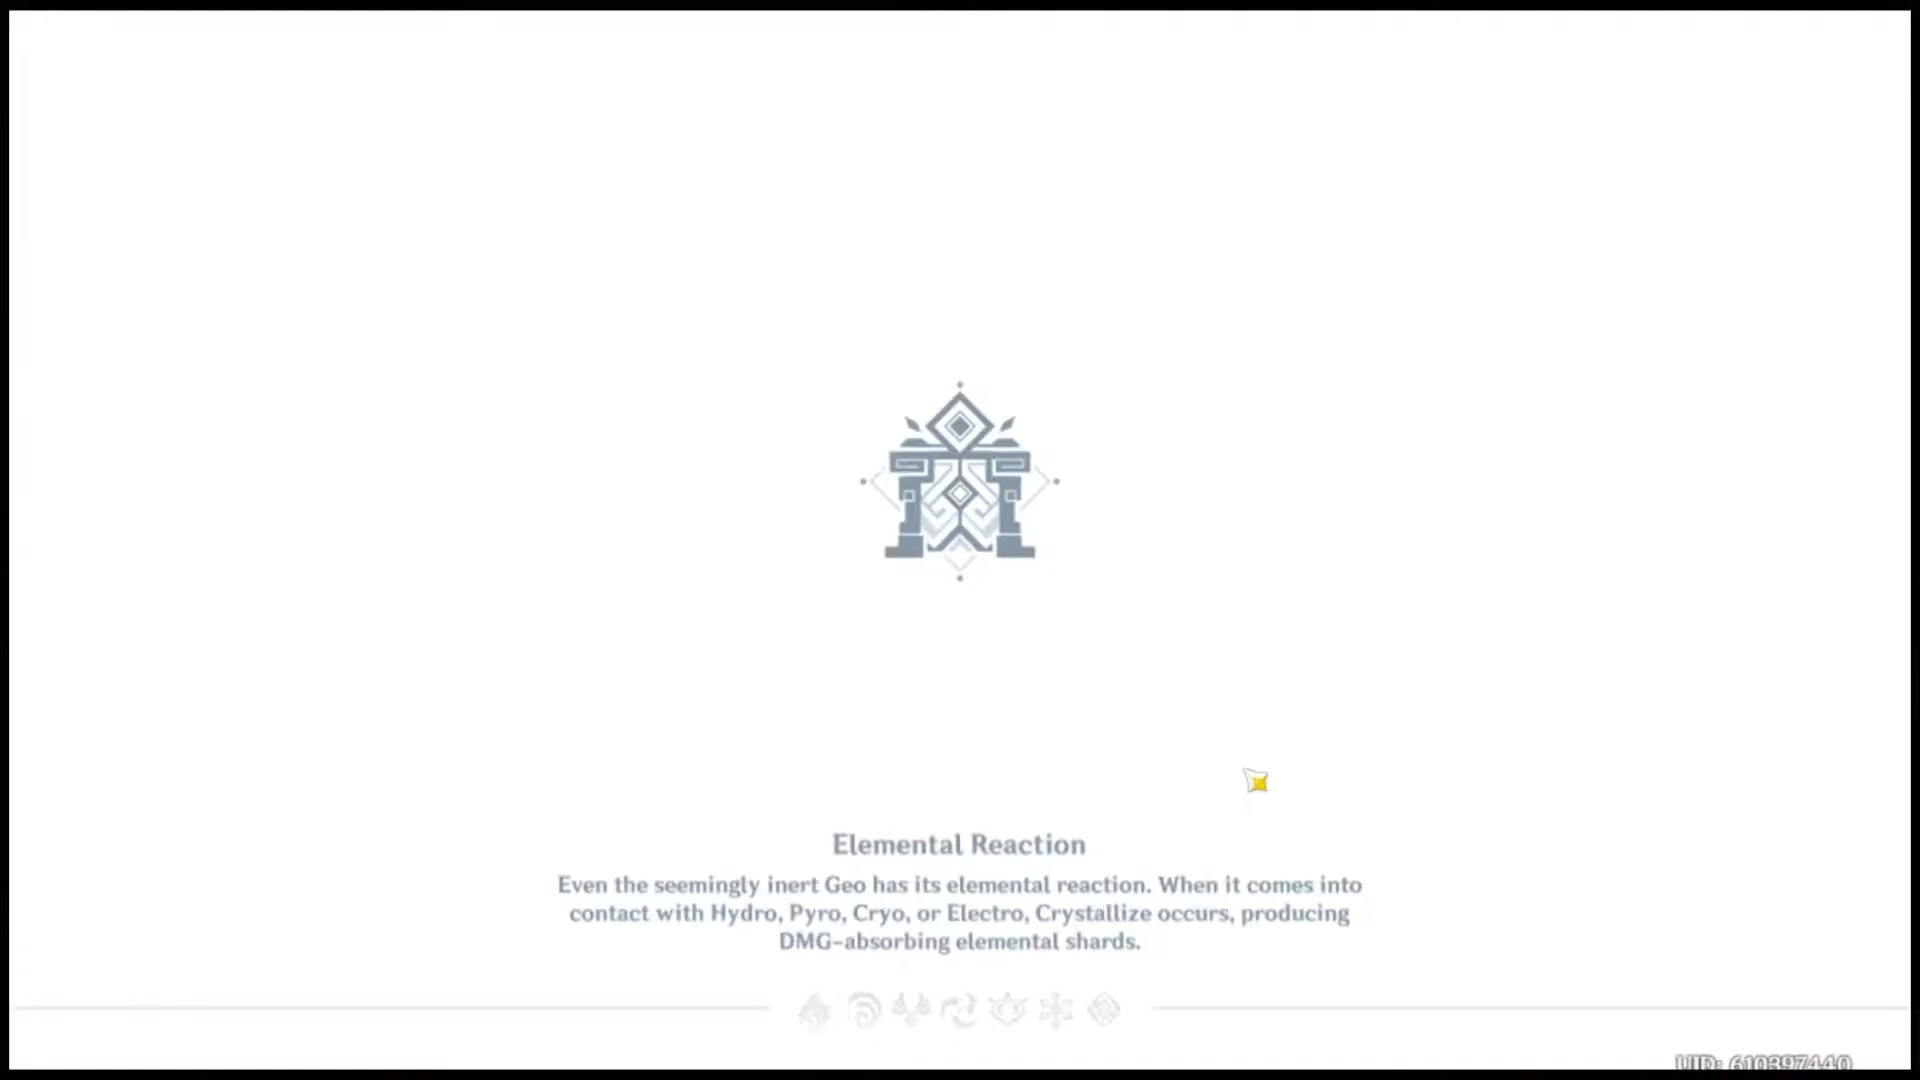 Elemental Reaction
Even the seemingly inert Geo has its elemental reaction. When it comes into
contact with Hydro, Pyro, Cryo, or Electro, Crystallize occurs, producing
DMG-absorbing elemental shards.
UID: 610397440